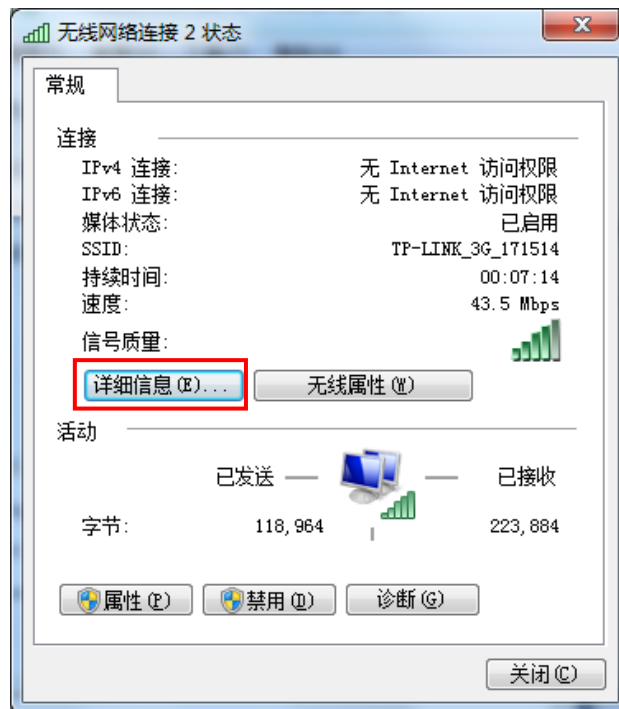 无线网络连接 2 状态
常规
连接
IPv4 连接: 无 Internet 访问权限
IPv6 连接: 无 Internet 访问权限
媒体状态: 已启用
SSID: TP-LINK_3G_171514
持续时间: 00:07:14
速度: 43.5 Mbps
信号质量:
详细信息(E)... 无线属性(W)
活动
已发送 — — 已接收
字节: 118,964 223,884
属性(P) 禁用(D) 诊断(G)
关闭(C)